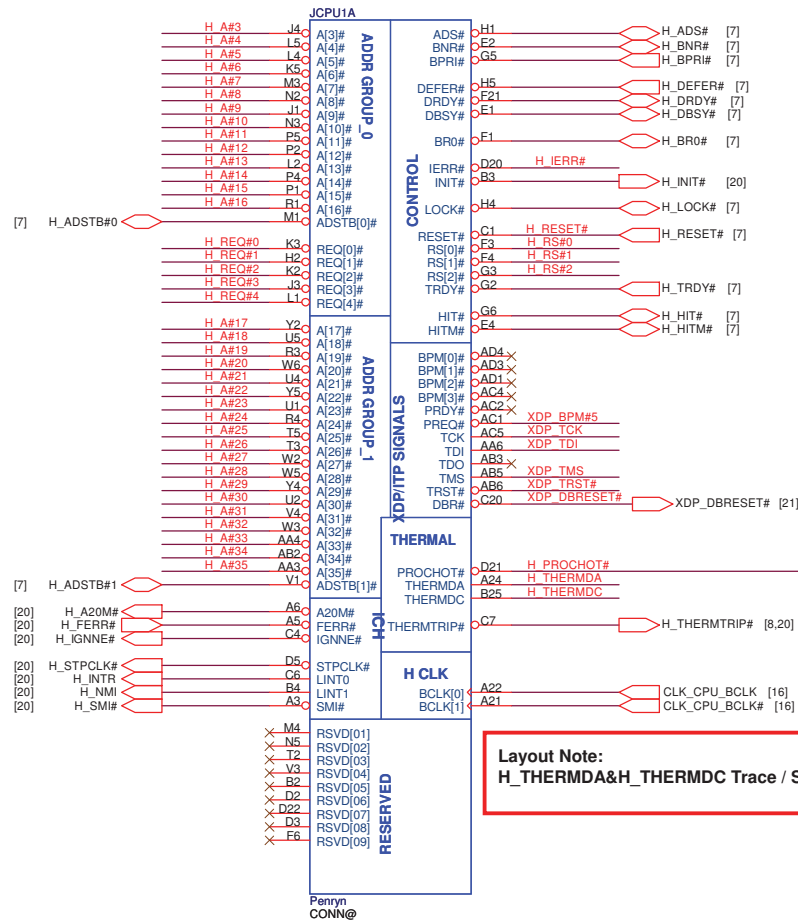 JCPU1A
H_A#3 J4 A[3]# ADS# H1 H_ADS# [7]
H_A#4 L5 A[4]# BNR# E2 H_BNR# [7]
H_A#5 L4 A[5]# BPRI# G5 H_BPRI# [7]
H_A#6 K5 A[6]#
H_A#7 M3 A[7]# DEFER# H5 H_DEFER# [7]
H_A#8 N2 A[8]# DRDY# F21 H_DRDY# [7]
H_A#9 J1 A[9]# DBSY# E1 H_DBSY# [7]
H_A#10 N3 A[10]#
H_A#11 P5 A[11]# BR0# F1 H_BR0# [7]
H_A#12 P2 A[12]#
H_A#13 L2 A[13]# IERR# D20 H_IERR#
H_A#14 P4 A[14]# INIT# B3 H_INIT# [20]
H_A#15 P1 A[15]#
H_A#16 R1 A[16]# LOCK# H4 H_LOCK# [7]
[7] H_ADSTB#0 M1 ADSTB[0]#
ADDR GROUP_0
CONTROL
RESET# C1 H_RESET# H_RESET# [7]
H_REQ#0 K3 REQ[0]# RS[0]# F3 H_RS#0
H_REQ#1 H2 REQ[1]# RS[1]# F4 H_RS#1
H_REQ#2 K2 REQ[2]# RS[2]# G3 H_RS#2
H_REQ#3 J3 REQ[3]# TRDY# G2 H_TRDY# [7]
H_REQ#4 L1 REQ[4]#
HIT# G6 H_HIT# [7]
H_A#17 Y2 A[17]# HITM# E4 H_HITM# [7]
H_A#18 U5 A[18]#
H_A#19 R3 A[19]# BPM[0]# AD4
H_A#20 W6 A[20]# BPM[1]# AD3
H_A#21 U4 A[21]# BPM[2]# AD1
H_A#22 Y5 A[22]# BPM[3]# AC4
H_A#23 U1 A[23]# PRDY# AC2
H_A#24 R4 A[24]# PREQ# AC1 XDP_BPM#5
H_A#25 T5 A[25]# TCK AC5 XDP_TCK
H_A#26 T3 A[26]# TDI AA6 XDP_TDI
H_A#27 W2 A[27]# TDO AB3
H_A#28 W5 A[28]# TMS AB5 XDP_TMS
H_A#29 Y4 A[29]# TRST# AB6 XDP_TRST#
H_A#30 U2 A[30]# DBR# C20 XDP_DBRESET# XDP_DBRESET# [21]
H_A#31 V4 A[31]#
H_A#32 W3 A[32]#
H_A#33 AA4 A[33]#
H_A#34 AB2 A[34]#
H_A#35 AA3 A[35]#
[7] H_ADSTB#1 V1 ADSTB[1]#
ADDR GROUP_1
XDP/ITP SIGNALS
THERMAL
PROCHOT# D21 H_PROCHOT#
THERMDA A24 H_THERMDA
THERMDC B25 H_THERMDC
[20] H_A20M# A6 A20M#
[20] H_FERR# A5 FERR# THERMTRIP# C7 H_THERMTRIP# [8,20]
[20] H_IGNNE# C4 IGNNE#
ICH
[20] H_STPCLK# D5 STPCLK#
[20] H_INTR C6 LINT0
[20] H_NMI B4 LINT1
[20] H_SMI# A3 SMI#
H CLK
BCLK[0] A22 CLK_CPU_BCLK [16]
BCLK[1] A21 CLK_CPU_BCLK# [16]
M4 RSVD[01]
N5 RSVD[02]
T2 RSVD[03]
V3 RSVD[04]
B2 RSVD[05]
D2 RSVD[06]
D22 RSVD[07]
D3 RSVD[08]
F6 RSVD[09]
RESERVED
Layout Note:
H_THERMDA&H_THERMDC Trace / S
Penryn
CONN@